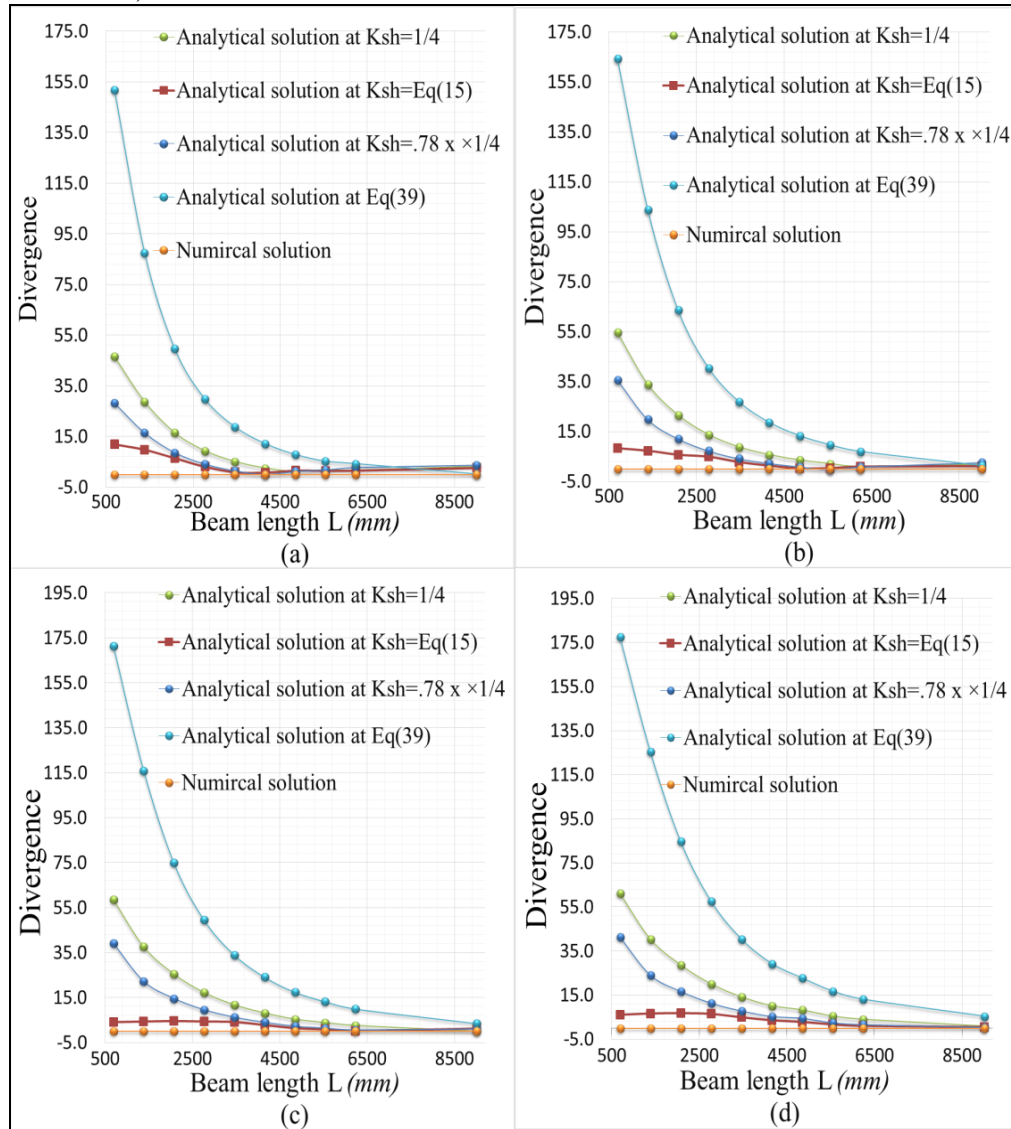 175.0
155.0
135.0
115.0
95.0
75.0
55.0
35.0
15.0
-5.0
Divergence
Analytical solution at Ksh=1/4
Analytical solution at Ksh=Eq(15)
Analytical solution at Ksh=.78 x ×1/4
Analytical solution at Eq(39)
Numircal solution
500 2500 4500 6500 8500
Beam length L (mm)
(a)
175.0
155.0
135.0
115.0
95.0
75.0
55.0
35.0
15.0
-5.0
Divergence
Analytical solution at Ksh=1/4
Analytical solution at Ksh=Eq(15)
Analytical solution at Ksh=.78 x ×1/4
Analytical solution at Eq(39)
Numircal solution
500 2500 4500 6500 8500
Beam length L (mm)
(b)
195.0
175.0
155.0
135.0
115.0
95.0
75.0
55.0
35.0
15.0
-5.0
Divergence
Analytical solution at Ksh=1/4
Analytical solution at Ksh=Eq(15)
Analytical solution at Ksh=.78 x ×1/4
Analytical solution at Eq(39)
Numircal solution
500 2500 4500 6500 8500
Beam length L (mm)
(c)
195.0
175.0
155.0
135.0
115.0
95.0
75.0
55.0
35.0
15.0
-5.0
Divergence
Analytical solution at Ksh=1/4
Analytical solution at Ksh=Eq(15)
Analytical solution at Ksh=.78 x ×1/4
Analytical solution at Eq(39)
Numircal solution
500 2500 4500 6500 8500
Beam length L (mm)
(d)